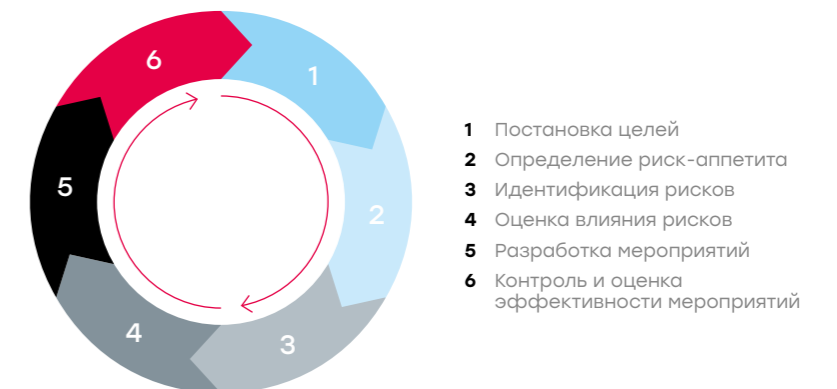 6
1
5
2
4
3
1 Постановка целей
2 Определение риск-аппетита
3 Идентификация рисков
4 Оценка влияния рисков
5 Разработка мероприятий
6 Контроль и оценка
эффективности мероприятий